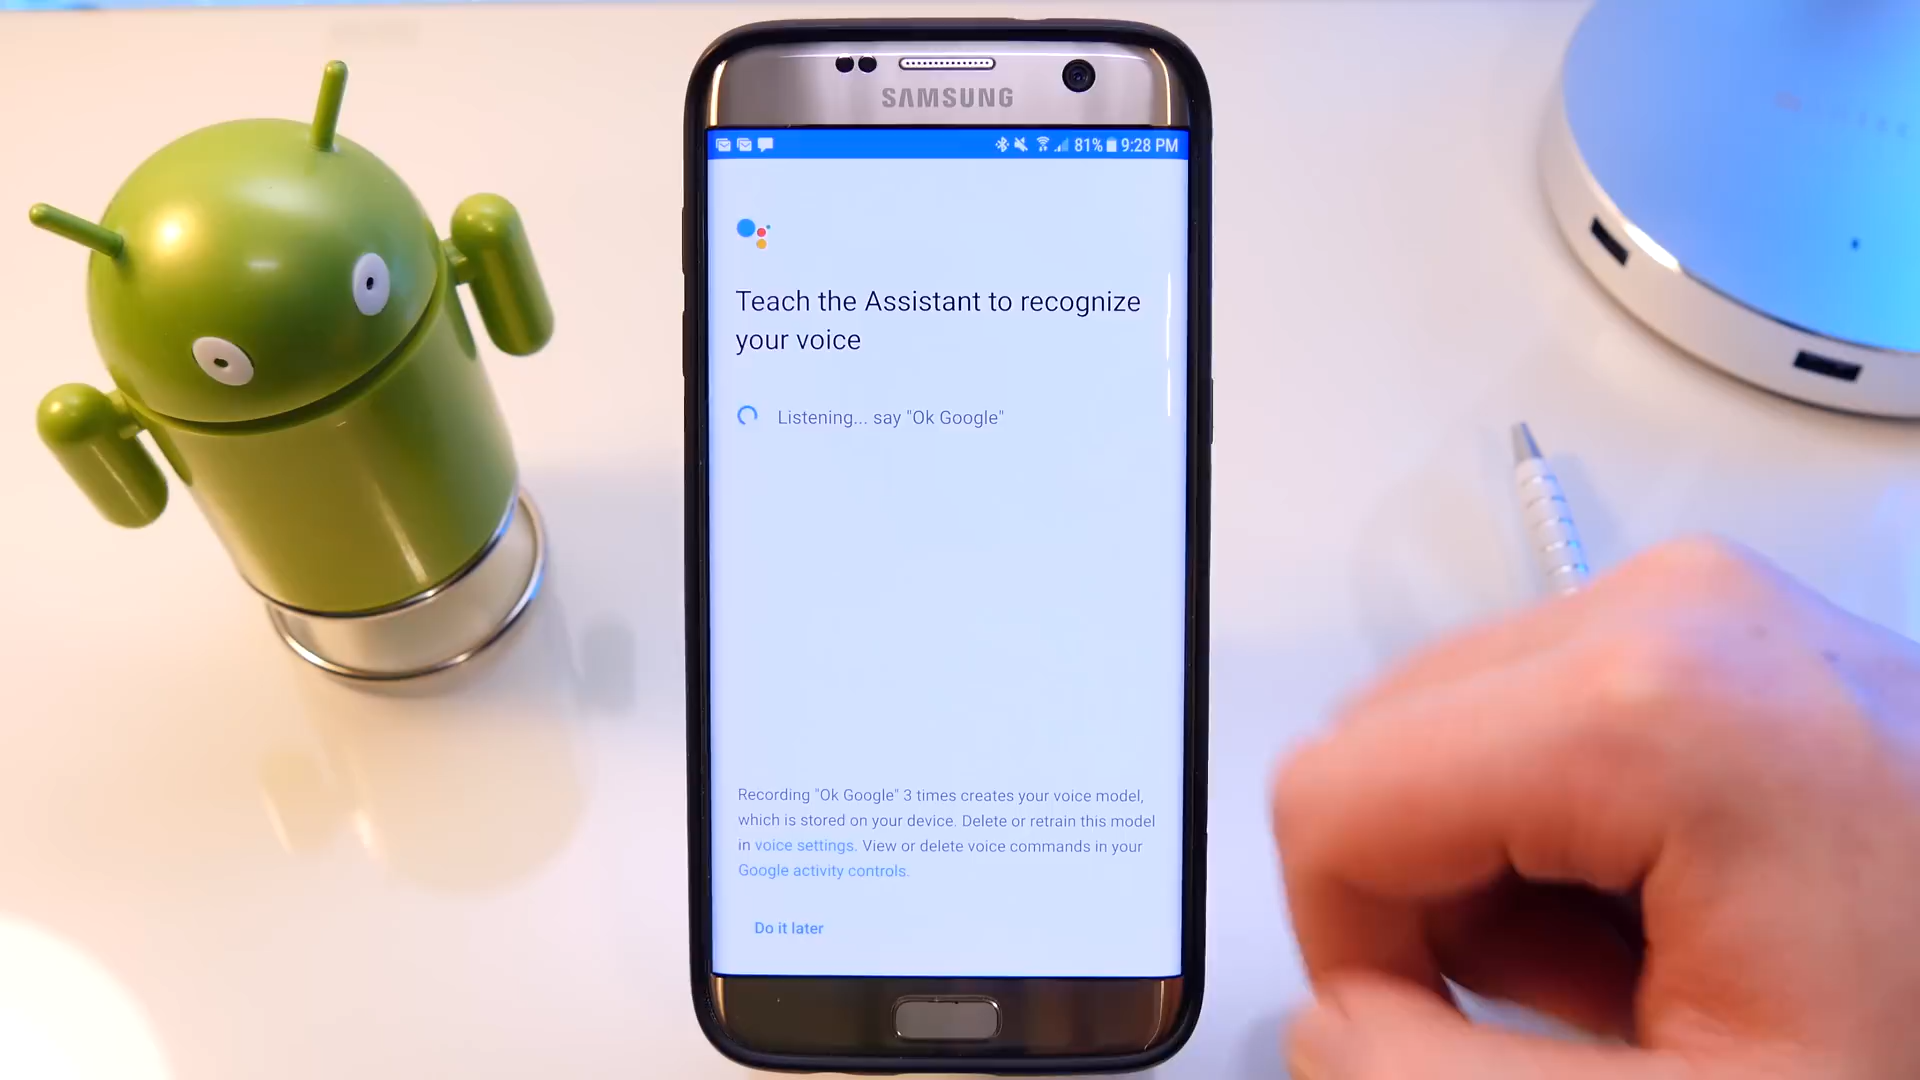 SAMSUNG
81% 9:28 PM
Teach the Assistant to recognize
your voice
Listening... say "Ok Google"
Recording "Ok Google" 3 times creates your voice model,
which is stored on your device. Delete or retrain this model
in voice settings. View or delete voice commands in your
Google activity controls.
Do it later